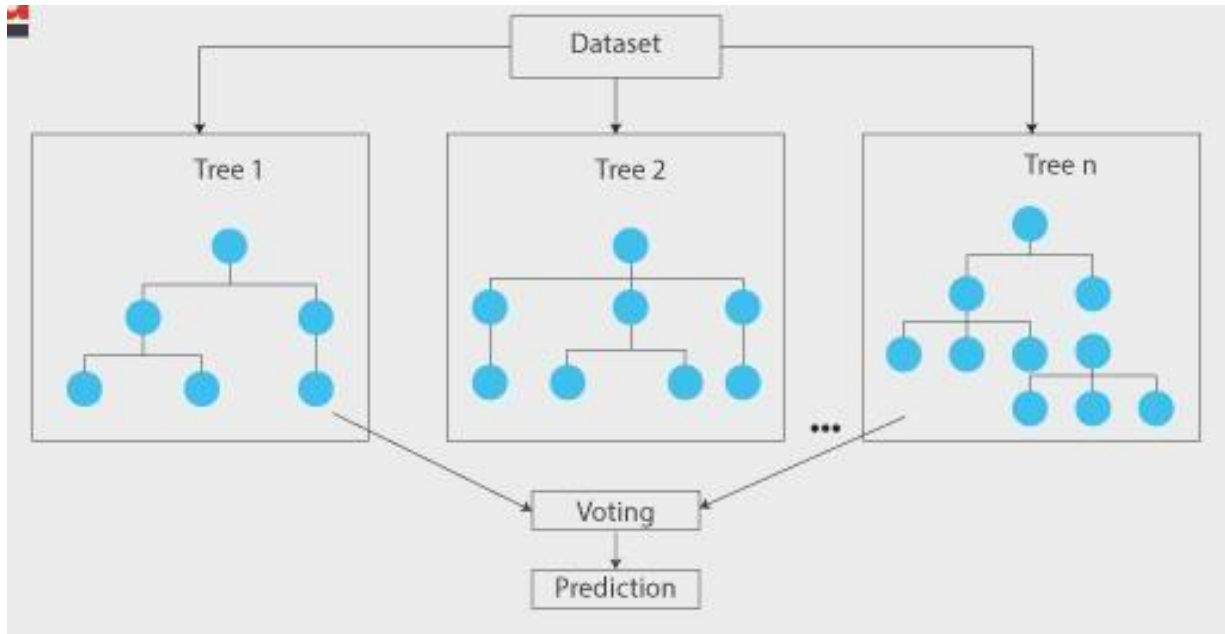 Dataset
Tree 1
Tree 2
Tree n
...
Voting
Prediction